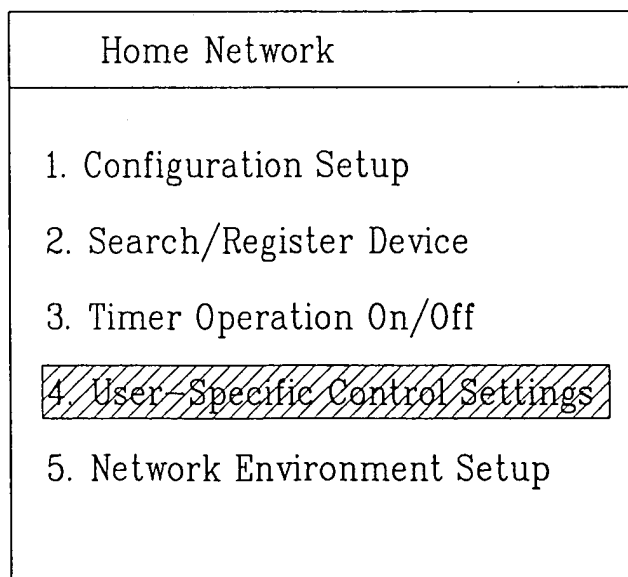 Home Network
1. Configuration Setup
2. Search/Register Device
3. Timer Operation On/Off
4. User-Specific Control Settings
5. Network Environment Setup